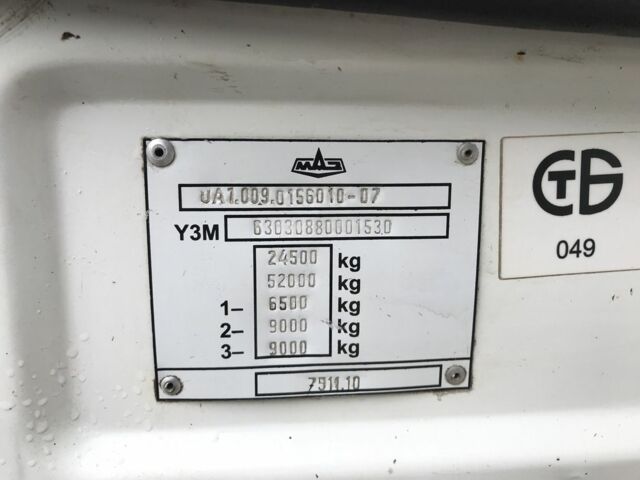 МАЗ
UA1.009.0156010-07
Y3M 63030880001530
24500 kg
52000 kg
1– 6500 kg
2– 9000 kg
3– 9000 kg
7911.10
СТБ
049